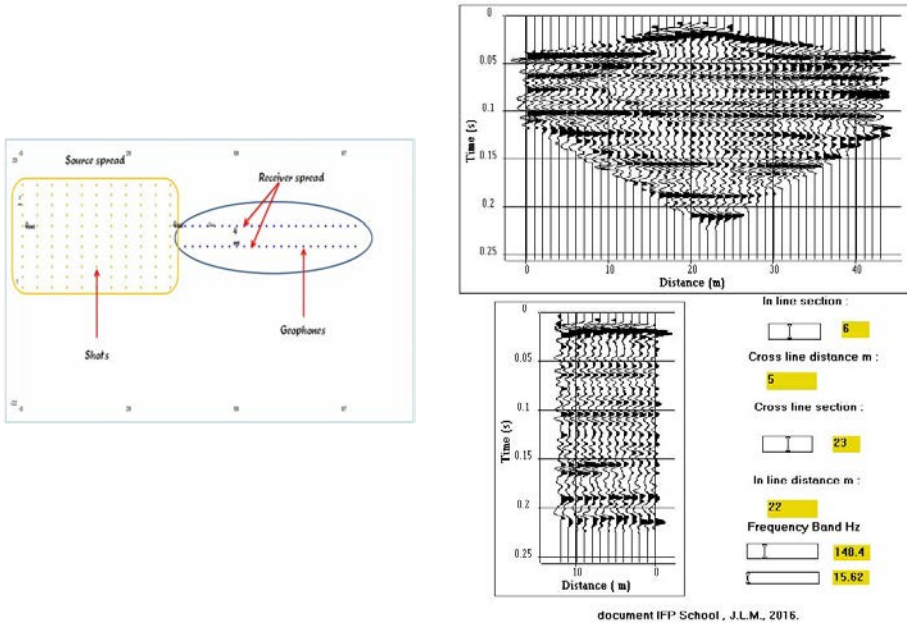 Source spread
Receiver spread
Shots
Geophones
0
0.05
0.1
0.15
0.2
0.25
Time (s)
0 10 20 30 40
Distance (m)
0
0.05
0.1
0.15
0.2
0.25
Time (s)
10 0
Distance ( m)
In line section :
6
Cross line distance m :
5
Cross line section :
23
In line distance m :
22
Frequency Band Hz
148.4
15.62
document IFP School , J.L.M., 2016.